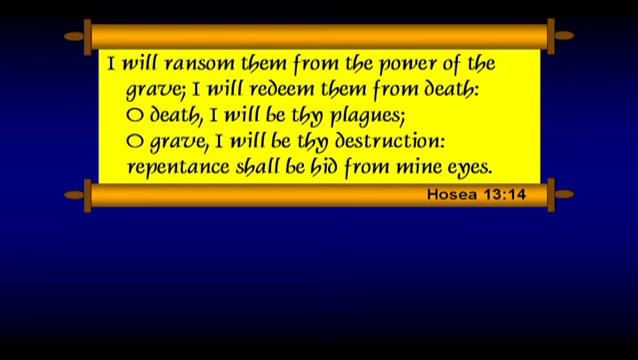 I will ransom them from the power of the
grave; I will redeem them from death:
O death, I will be thy plagues;
O grave, I will be thy destruction:
repentance shall be hid from mine eyes.
Hosea 13:14